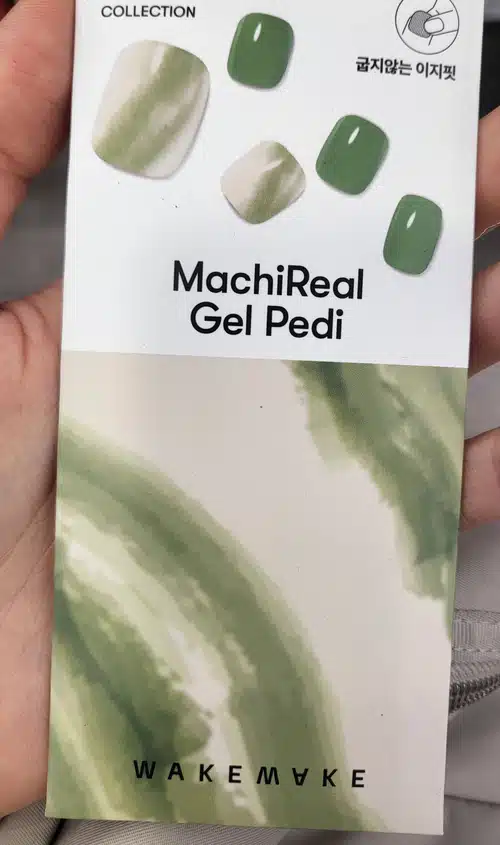 COLLECTION
굽지않는 이지핏
MachiReal
Gel Pedi
WAKEMAKE